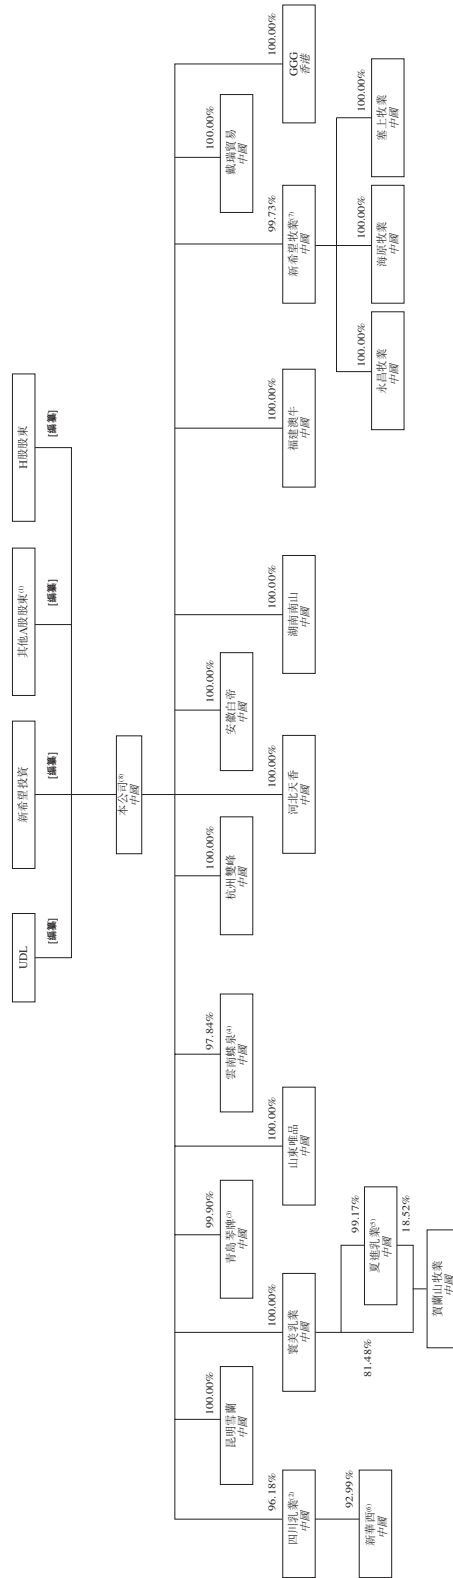 UDL
新希望投資
其他A股股東(1)
H股股東
[編纂]
[編纂]
[編纂]
[編纂]
本公司(8)
中國
100.00%
昆明雪蘭
中國
99.90%
青島琴牌(3)
中國
97.84%
雲南蝶泉(4)
中國
100.00%
杭州雙峰
中國
100.00%
安徽白帝
中國
100.00%
戴瑞貿易
中國
96.18%
四川乳業(2)
中國
100.00%
寰美乳業
中國
100.00%
山東唯品
中國
100.00%
河北天香
中國
100.00%
湖南南山
中國
100.00%
福建澳牛
中國
99.73%
新希望牧業(7)
中國
100.00%
GGG
香港
92.99%
新華西(6)
中國
81.48%
99.17%
夏進乳業(5)
中國
18.52%
賀蘭山牧業
中國
100.00%
永昌牧業
中國
100.00%
海原牧業
中國
100.00%
塞上牧業
中國